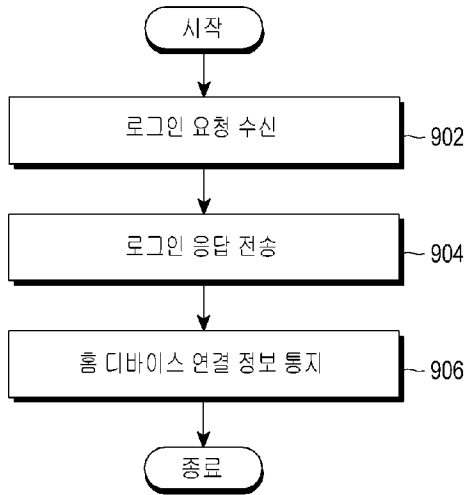 시작
로그인 요청 수신
902
로그인 응답 전송
904
홈 디바이스 연결 정보 통지
906
종료